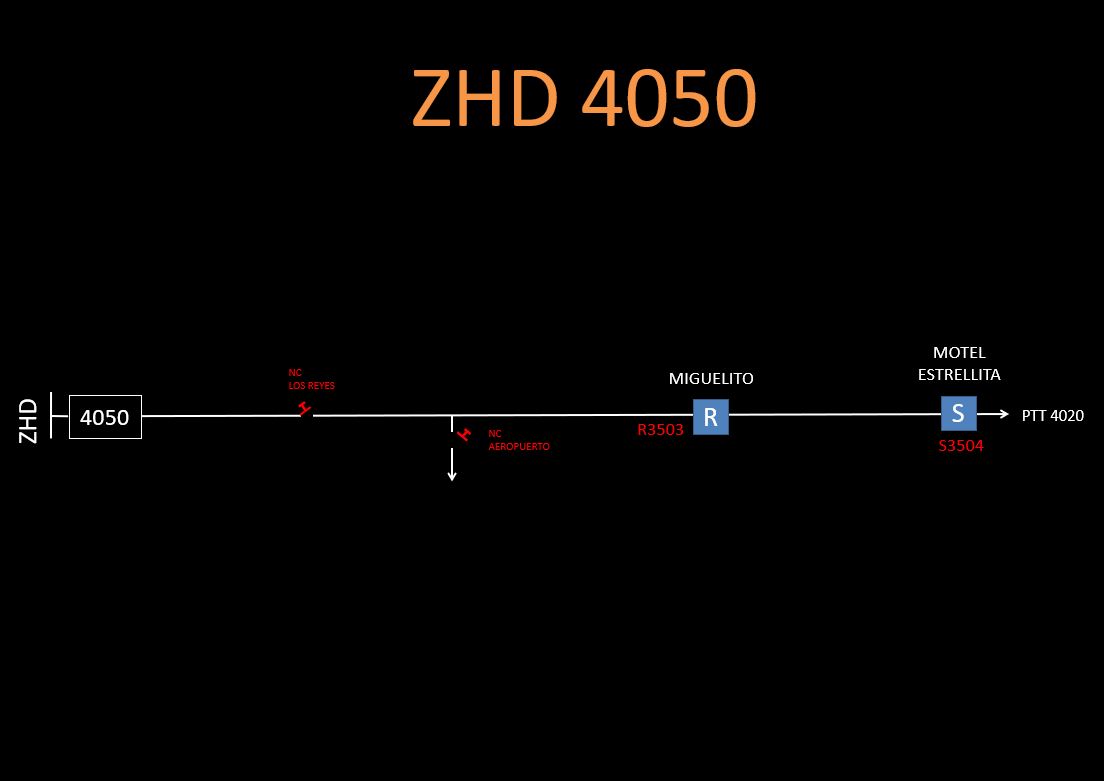 ZHD 4050
MOTEL
ESTRELLITA
NC
LOS REYES
MIGUELITO
ZHD
4050
R
S
PTT 4020
R3503
NC
AEROPUERTO
S3504